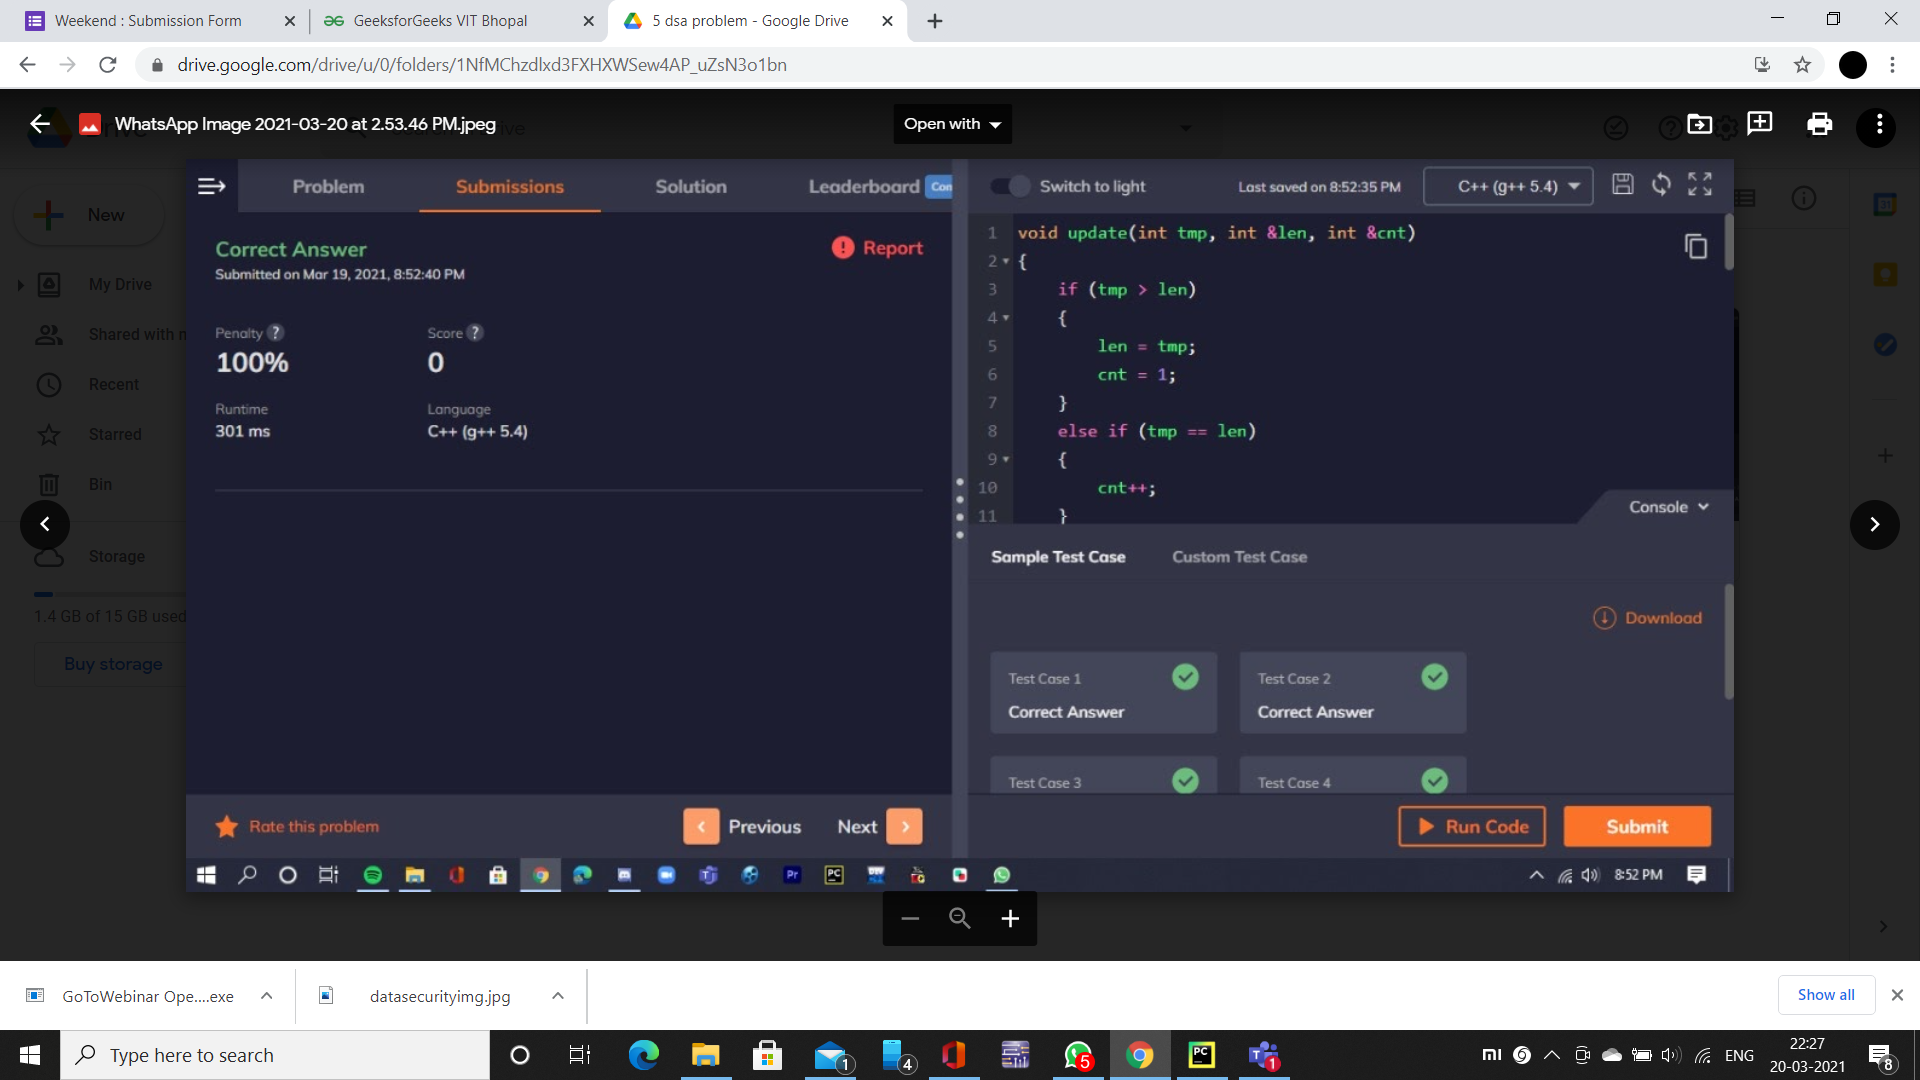 Weekend : Submission Form
GeeksforGeeks VIT Bhopal
5 dsa problem - Google Drive
drive.google.com/drive/u/0/folders/1NfMChzdlxd3FXHXWSew4AP_uZsN3o1bn
WhatsApp Image 2021-03-20 at 2.53.46 PM.jpeg
Open with
New
My Drive
Shared with
Recent
Starred
Bin
Storage
1.4 GB of 15 GB used
Buy storage
Problem
Submissions
Solution
Leaderboard
Correct Answer
Submitted on Mar 19, 2021, 8:52:40 PM
Report
Penalty ?
Score ?
100%
0
Runtime
Language
301 ms
C++ (g++ 5.4)
Rate this problem
Previous
Next
Switch to light
Last saved on 8:52:35 PM
C++ (g++ 5.4)
1 void update(int tmp, int &len, int &cnt)
2 {
3 if (tmp > len)
4 {
5 len = tmp;
6 cnt = 1;
7 }
8 else if (tmp == len)
9 {
10 cnt++;
11 }
Console
Sample Test Case
Custom Test Case
Download
Test Case 1
Correct Answer
Test Case 2
Correct Answer
Test Case 3
Test Case 4
Run Code
Submit
8:52 PM
GoToWebinar Ope....exe
datasecurityimg.jpg
Show all
Type here to search
1
4
5
1
ENG
22:27
20-03-2021
8